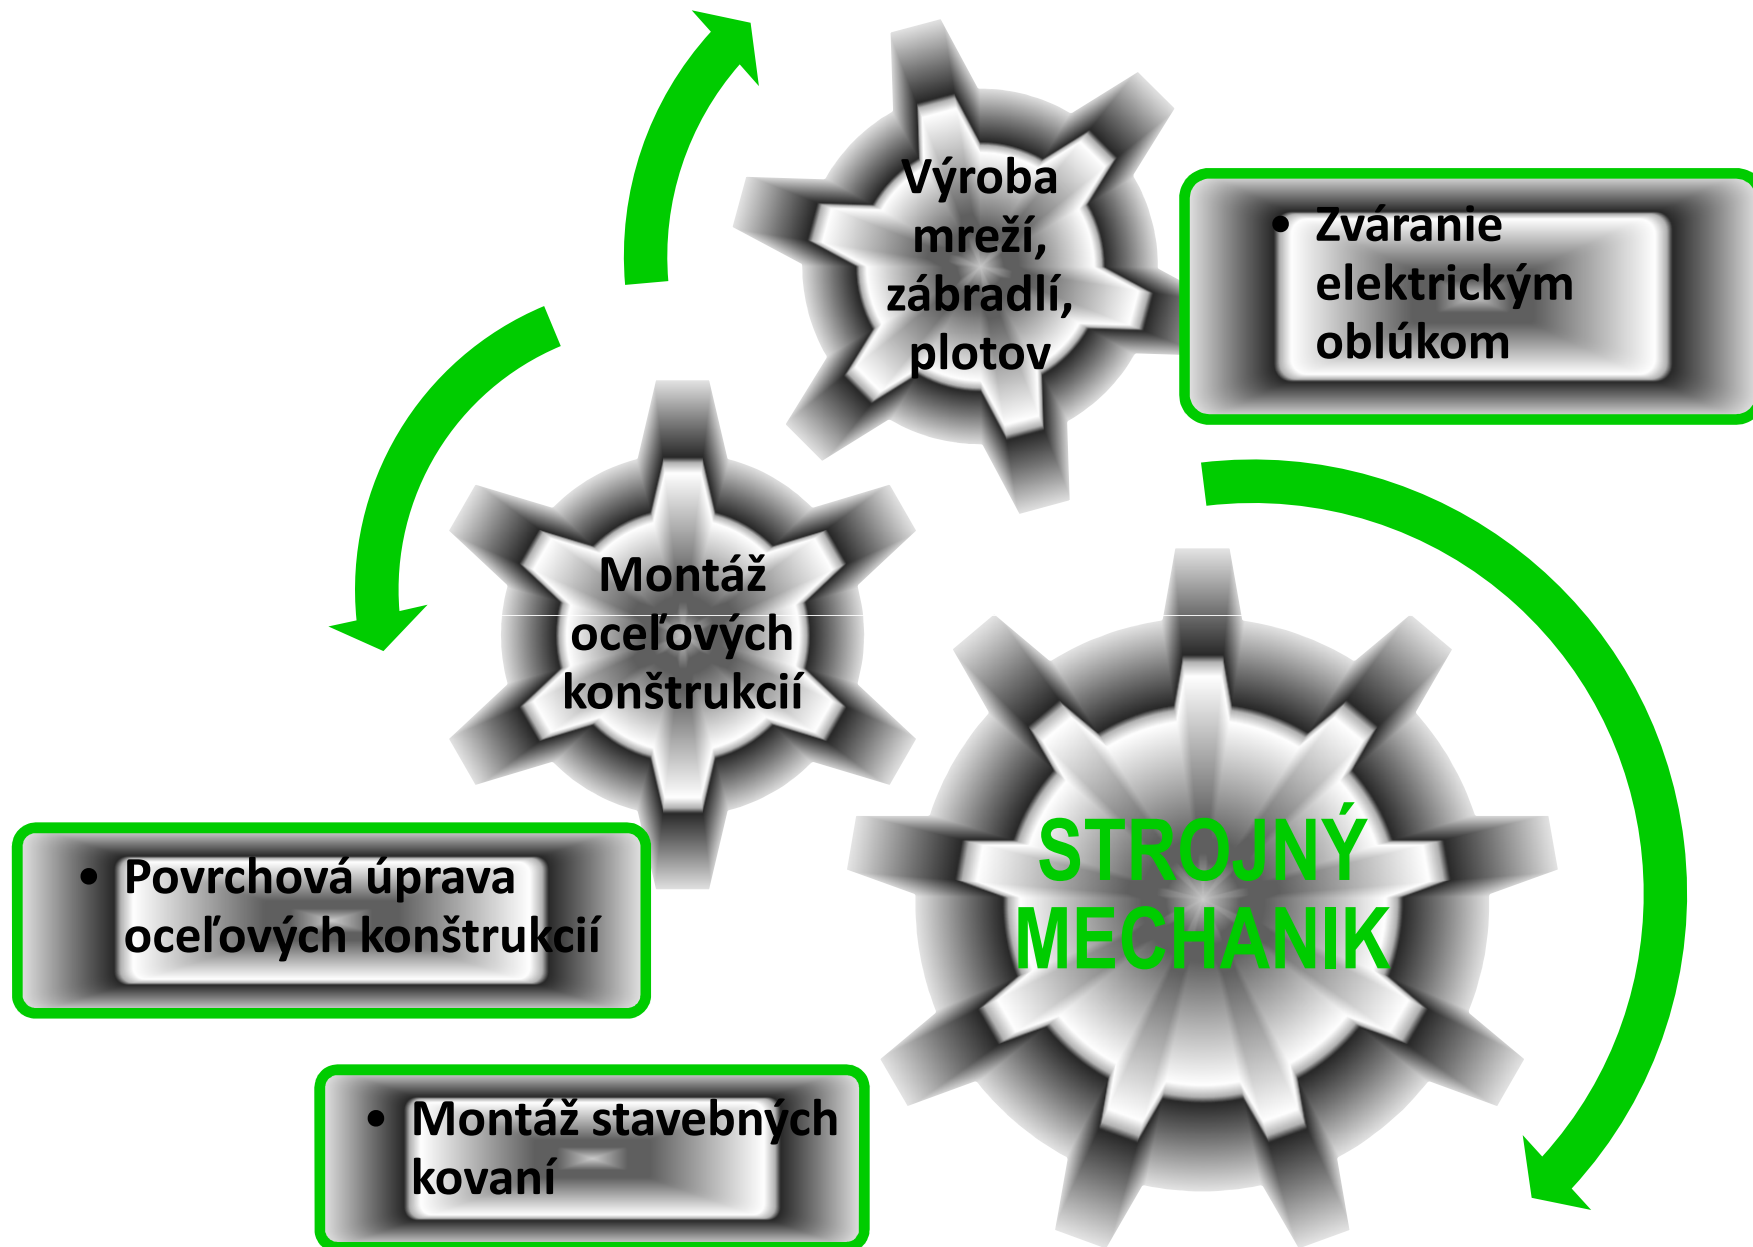 Výroba
mreží,
zábradlí,
plotov
• Zváranie
elektrickým
oblúkom
Montáž
oceľových
konštrukcií
STROJNÝ
MECHANIK
• Povrchová úprava
oceľových konštrukcií
• Montáž stavebných
kovaní